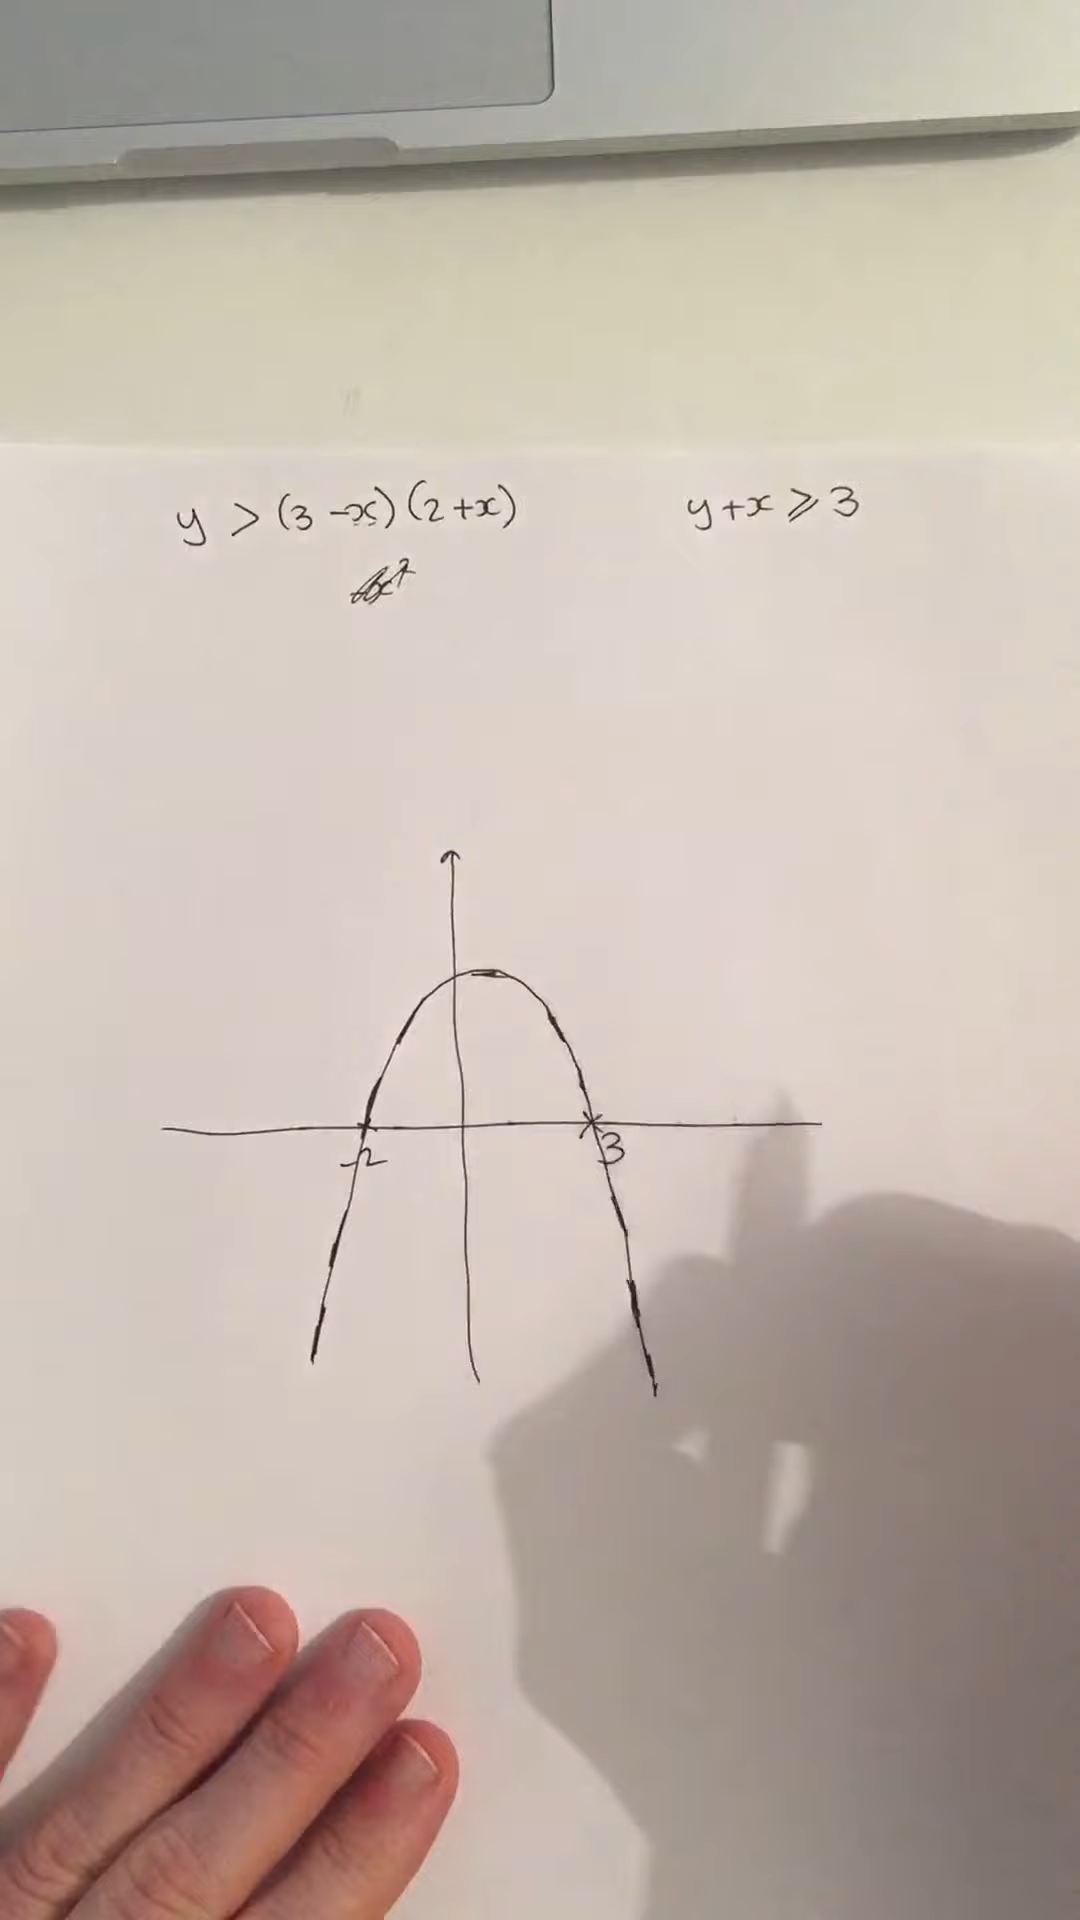 y > (3 -x)(2 +x)
y + x ⩾ 3
-2
3